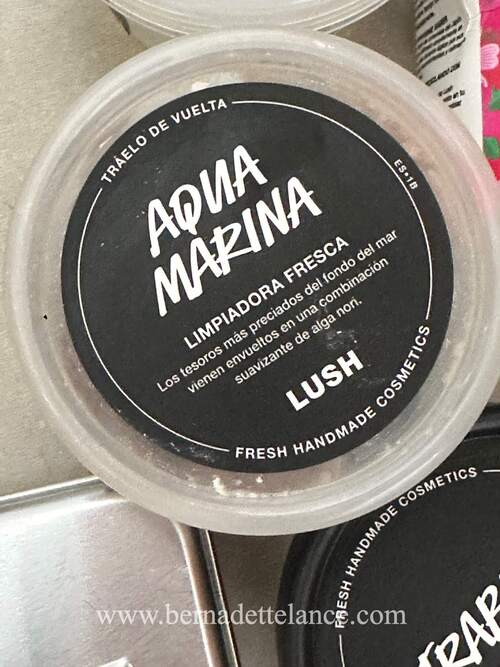 TRÁELO DE VUELTA
ES•1B
AQUA
MARINA
LIMPIADORA FRESCA
Los tesoros más preciados del fondo del mar
vienen envueltos en una combinación
suavizante de alga nori.
LUSH
FRESH HANDMADE COSMETICS
FRESH HANDMADE COSMETICS
www.bernadettelance.com